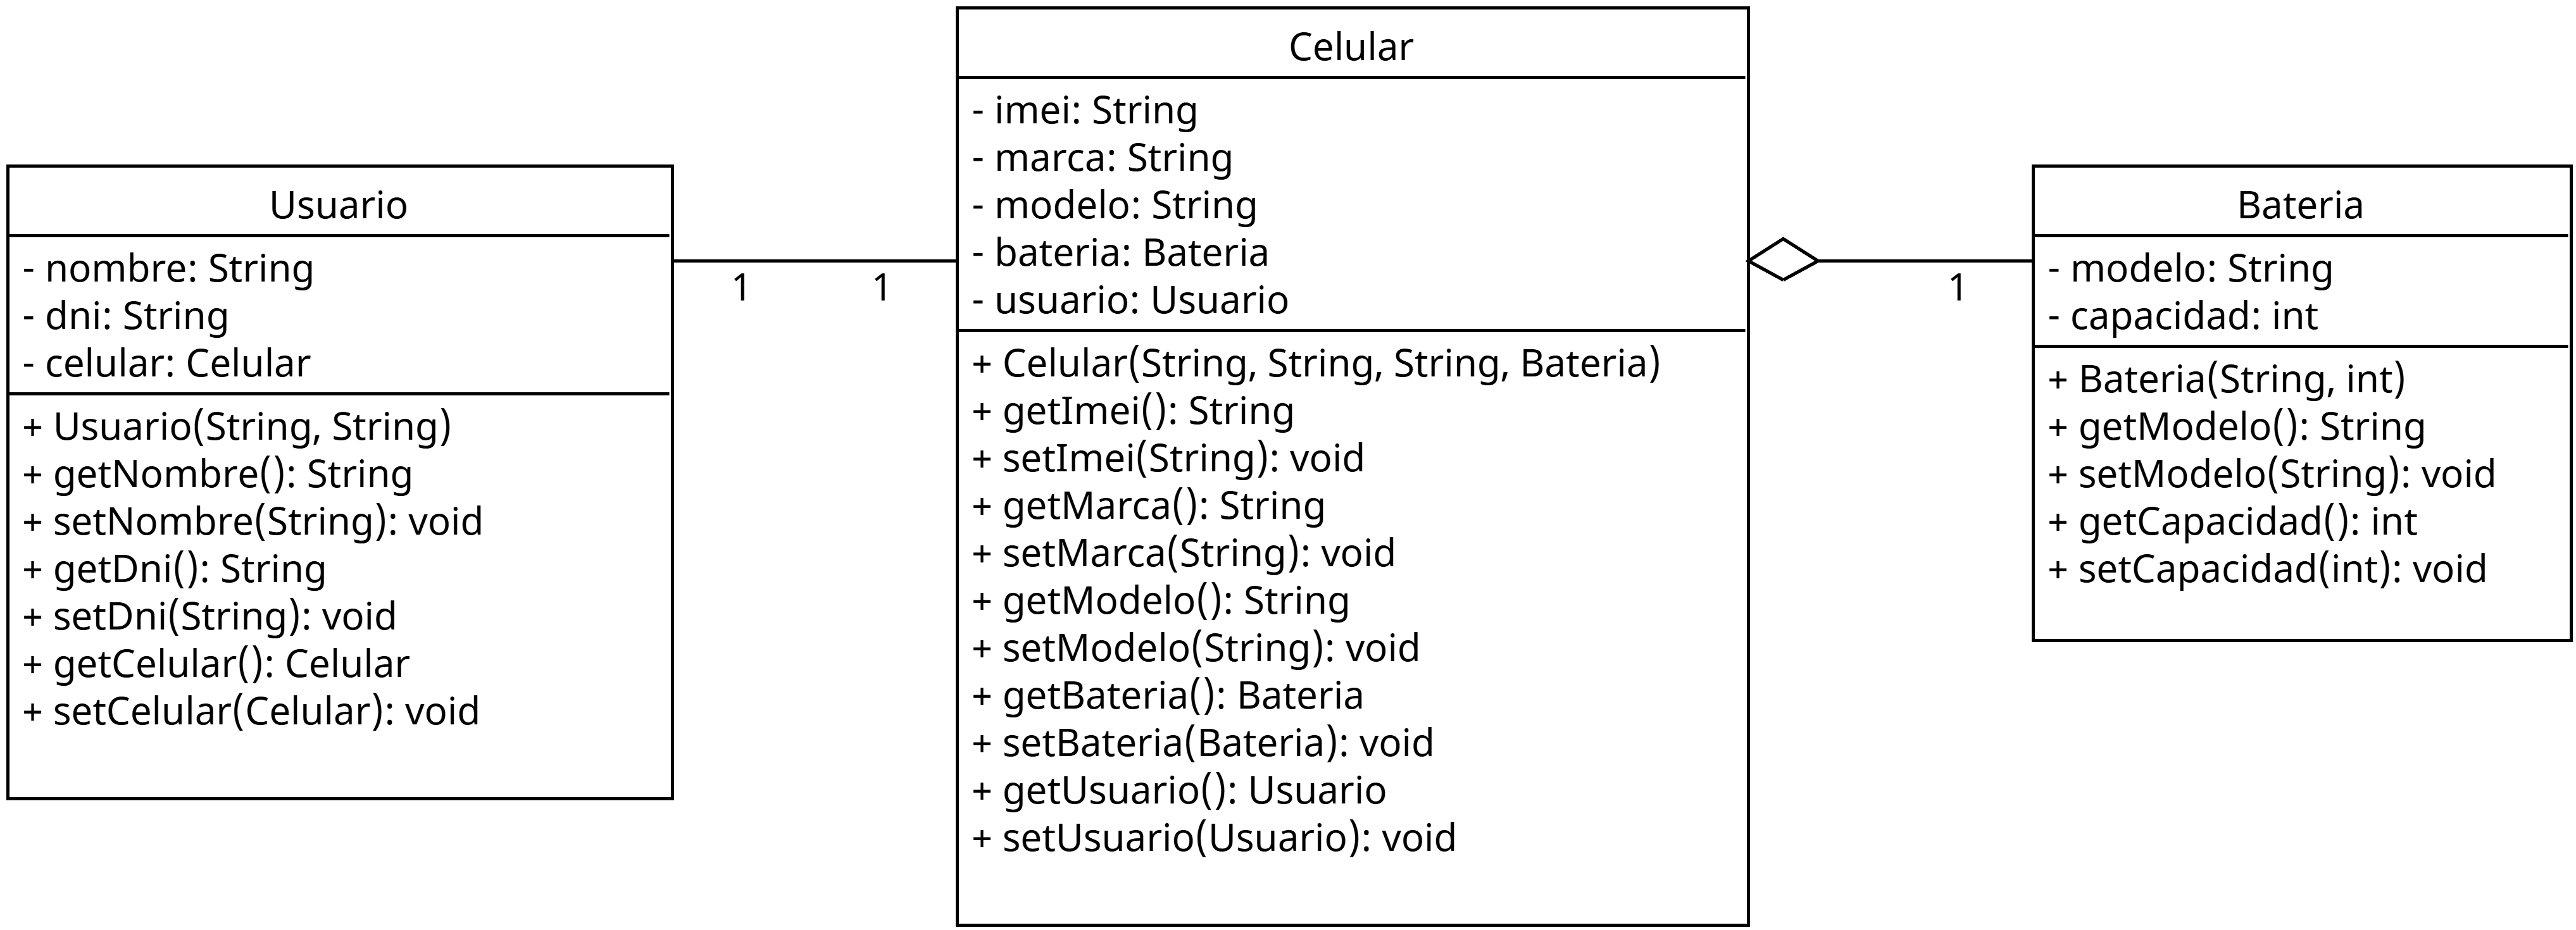 Usuario
- nombre: String
- dni: String
- celular: Celular
+ Usuario(String, String)
+ getNombre(): String
+ setNombre(String): void
+ getDni(): String
+ setDni(String): void
+ getCelular(): Celular
+ setCelular(Celular): void
1
1
Celular
- imei: String
- marca: String
- modelo: String
- bateria: Bateria
- usuario: Usuario
+ Celular(String, String, String, Bateria)
+ getImei(): String
+ setImei(String): void
+ getMarca(): String
+ setMarca(String): void
+ getModelo(): String
+ setModelo(String): void
+ getBateria(): Bateria
+ setBateria(Bateria): void
+ getUsuario(): Usuario
+ setUsuario(Usuario): void
1
Bateria
- modelo: String
- capacidad: int
+ Bateria(String, int)
+ getModelo(): String
+ setModelo(String): void
+ getCapacidad(): int
+ setCapacidad(int): void